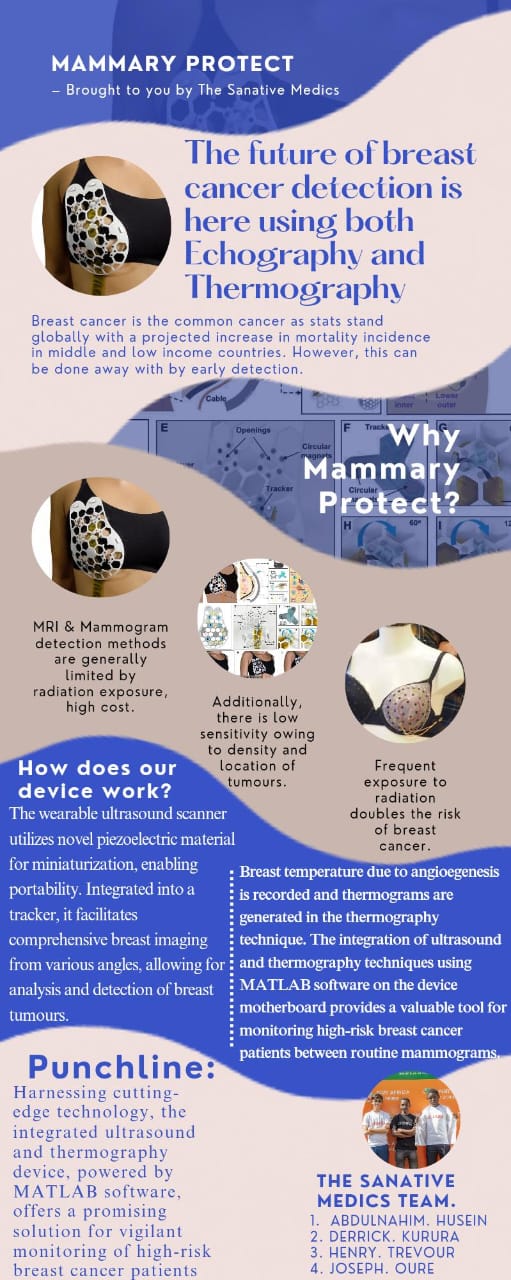 MAMMARY PROTECT
– Brought to you by The Sanative Medics
The future of breast
cancer detection is
here using both
Echography and
Thermography
Breast cancer is the common cancer as stats stand
globally with a projected increase in mortality incidence
in middle and low income countries. However, this can
be done away with by early detection.
Cable
inner
Lower
outer
E
Openings
Circular
magnets
Tracker
F
G
H
60°
I
Why
Mammary
Protect?
MRI & Mammogram
detection methods
are generally
limited by
radiation exposure,
high cost.
Additionally,
there is low
sensitivity owing
to density and
location of
tumours.
Frequent
exposure to
radiation
doubles the risk
of breast
cancer.
How does our
device work?
The wearable ultrasound scanner
utilizes novel piezoelectric material
for miniaturization, enabling
portability. Integrated into a
tracker, it facilitates
comprehensive breast imaging
from various angles, allowing for
analysis and detection of breast
tumours.
Breast temperature due to angioegenesis
is recorded and thermograms are
generated in the thermography
technique. The integration of ultrasound
and thermography techniques using
MATLAB software on the device
motherboard provides a valuable tool for
monitoring high-risk breast cancer
patients between routine mammograms.
Punchline:
Harnessing cutting-
edge technology, the
integrated ultrasound
and thermography
device, powered by
MATLAB software,
offers a promising
solution for vigilant
monitoring of high-risk
breast cancer patients
THE SANATIVE
MEDICS TEAM.
1. ABDULNAHIM. HUSEIN
2. DERRICK. KURURA
3. HENRY. TREVOUR
4. JOSEPH. OURE